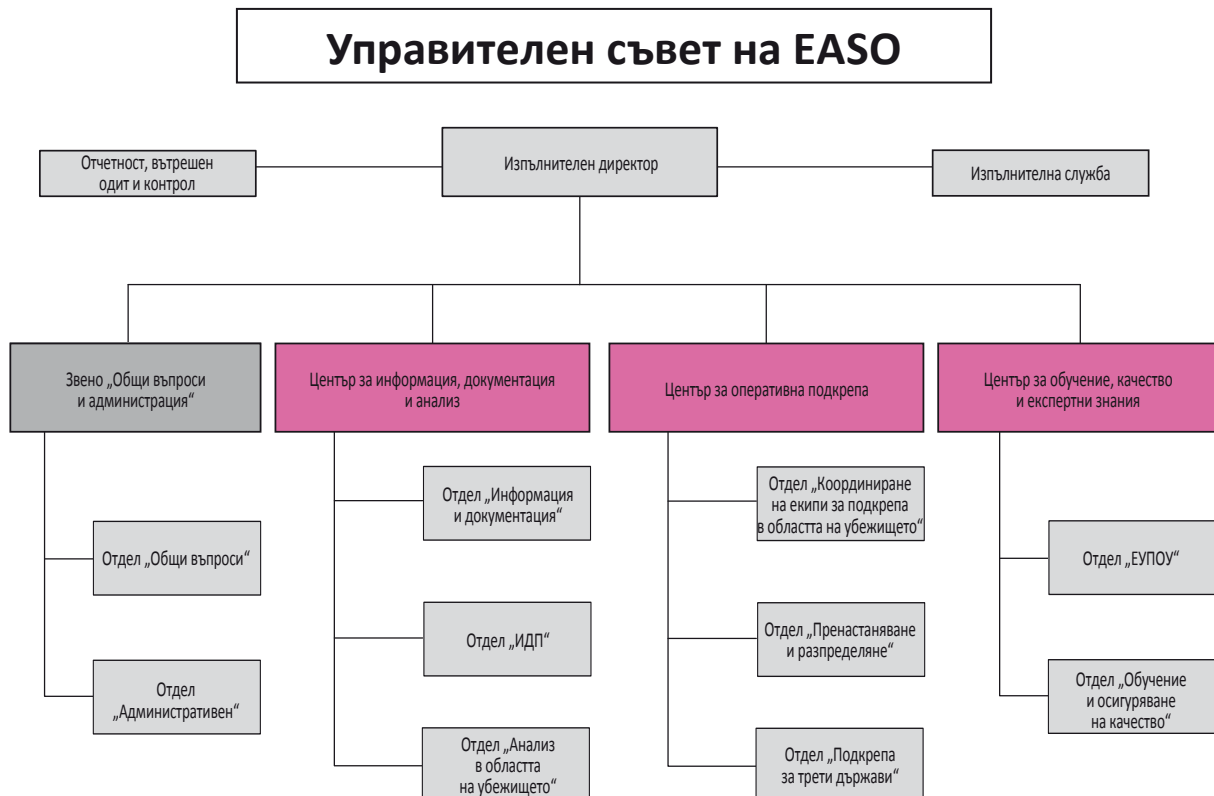 Управителен съвет на EASO
Отчетност, вътрешен
одит и контрол
Изпълнителен директор
Изпълнителна служба
Звено „Общи въпроси
и администрация“
Център за информация, документация
и анализ
Център за оперативна подкрепа
Център за обучение, качество
и експертни знания
Отдел „Общи въпроси“
Отдел
„Административен“
Отдел „Информация
и документация“
Отдел „ИДП“
Отдел „Анализ
в областта
на убежището“
Отдел „Координиране
на екипи за подкрепа
в областта на убежището“
Отдел „Пренастаняване
и разпределяне“
Отдел „Подкрепа
за трети държави“
Отдел „ЕУПОУ“
Отдел „Обучение
и осигуряване
на качество“